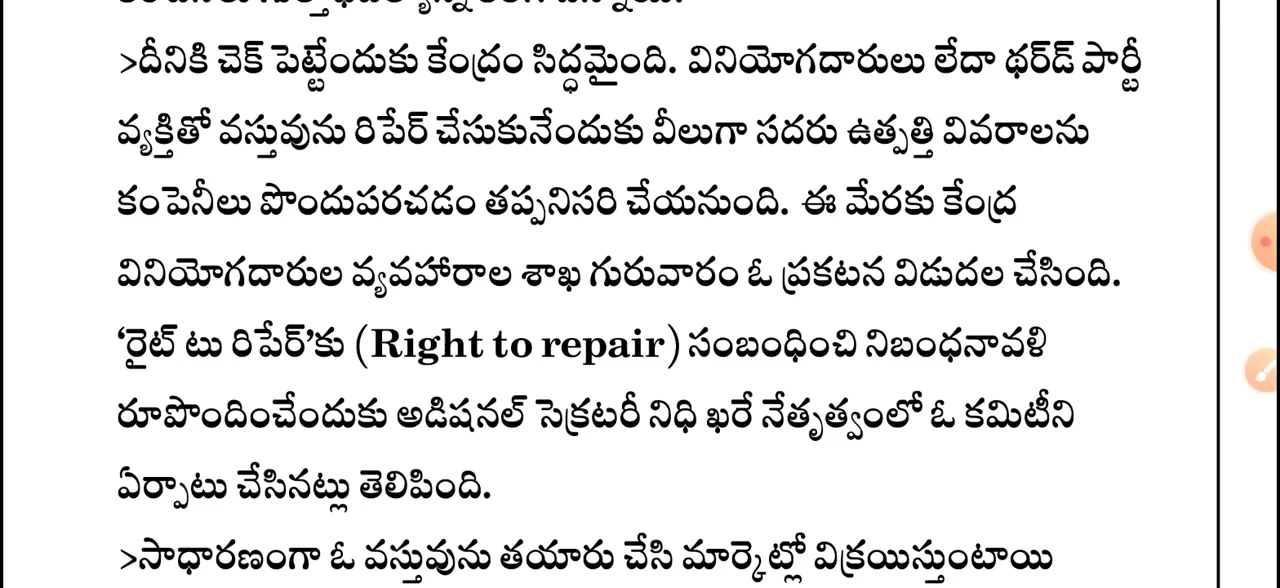 >దీనికి చెక్ పెట్టేందుకు కేంద్రం సిద్ధమైంది. వినియోగదారులు లేదా థర్డ్ పార్టీ
వ్యక్తితో వస్తువును రిపేర్ చేసుకునేందుకు వీలుగా సదరు ఉత్పత్తి వివరాలను
కంపెనీలు పొందుపరచడం తప్పనిసరి చేయనుంది. ఈ మేరకు కేంద్ర
వినియోగదారుల వ్యవహారాల శాఖ గురువారం ఓ ప్రకటన విడుదల చేసింది.
‘రైట్ టు రిపేర్’కు (Right to repair) సంబంధించి నిబంధనావళి
రూపొందించేందుకు అడిషనల్ సెక్రటరీ నిధి ఖరే నేతృత్వంలో ఓ కమిటీని
ఏర్పాటు చేసినట్లు తెలిపింది.
>సాధారణంగా ఓ వస్తువును తయారు చేసి మార్కెట్లో విక్రయిస్తుంటాయి